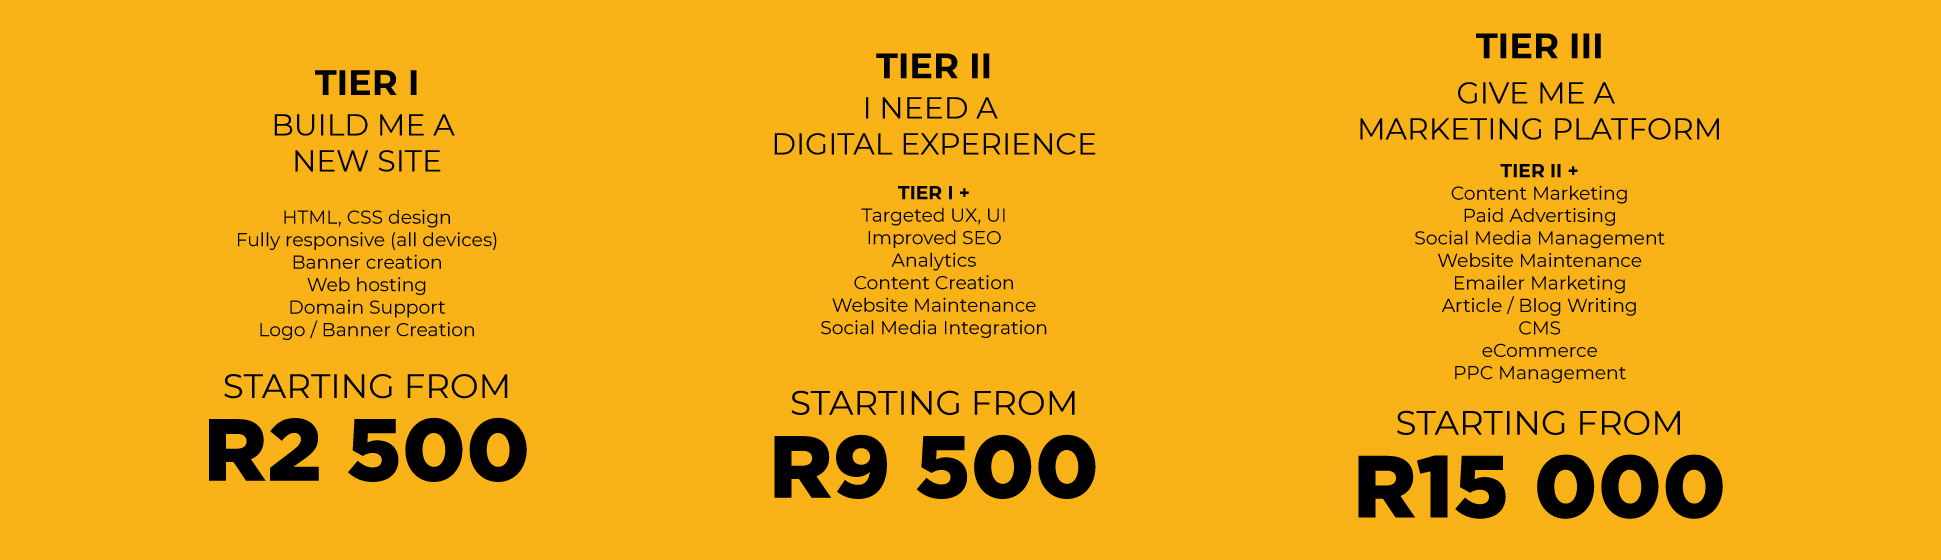 TIER I
BUILD ME A
NEW SITE
HTML, CSS design
Fully responsive (all devices)
Banner creation
Web hosting
Domain Support
Logo / Banner Creation
STARTING FROM
R2 500
TIER II
I NEED A
DIGITAL EXPERIENCE
TIER I +
Targeted UX, UI
Improved SEO
Analytics
Content Creation
Website Maintenance
Social Media Integration
STARTING FROM
R9 500
TIER III
GIVE ME A
MARKETING PLATFORM
TIER II +
Content Marketing
Paid Advertising
Social Media Management
Website Maintenance
Emailer Marketing
Article / Blog Writing
CMS
eCommerce
PPC Management
STARTING FROM
R15 000